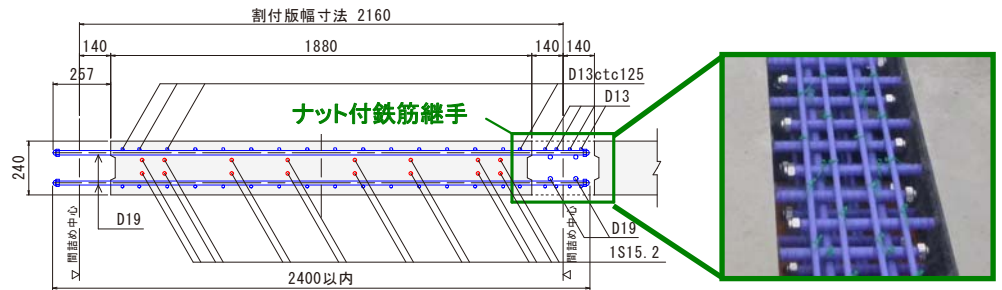 割付版幅寸法 2160
140
1880
140
140
257
D13ctc125
D13
ナット付鉄筋継手
240
D19
間詰め中心
間詰め中心
D19
1S15.2
2400以内